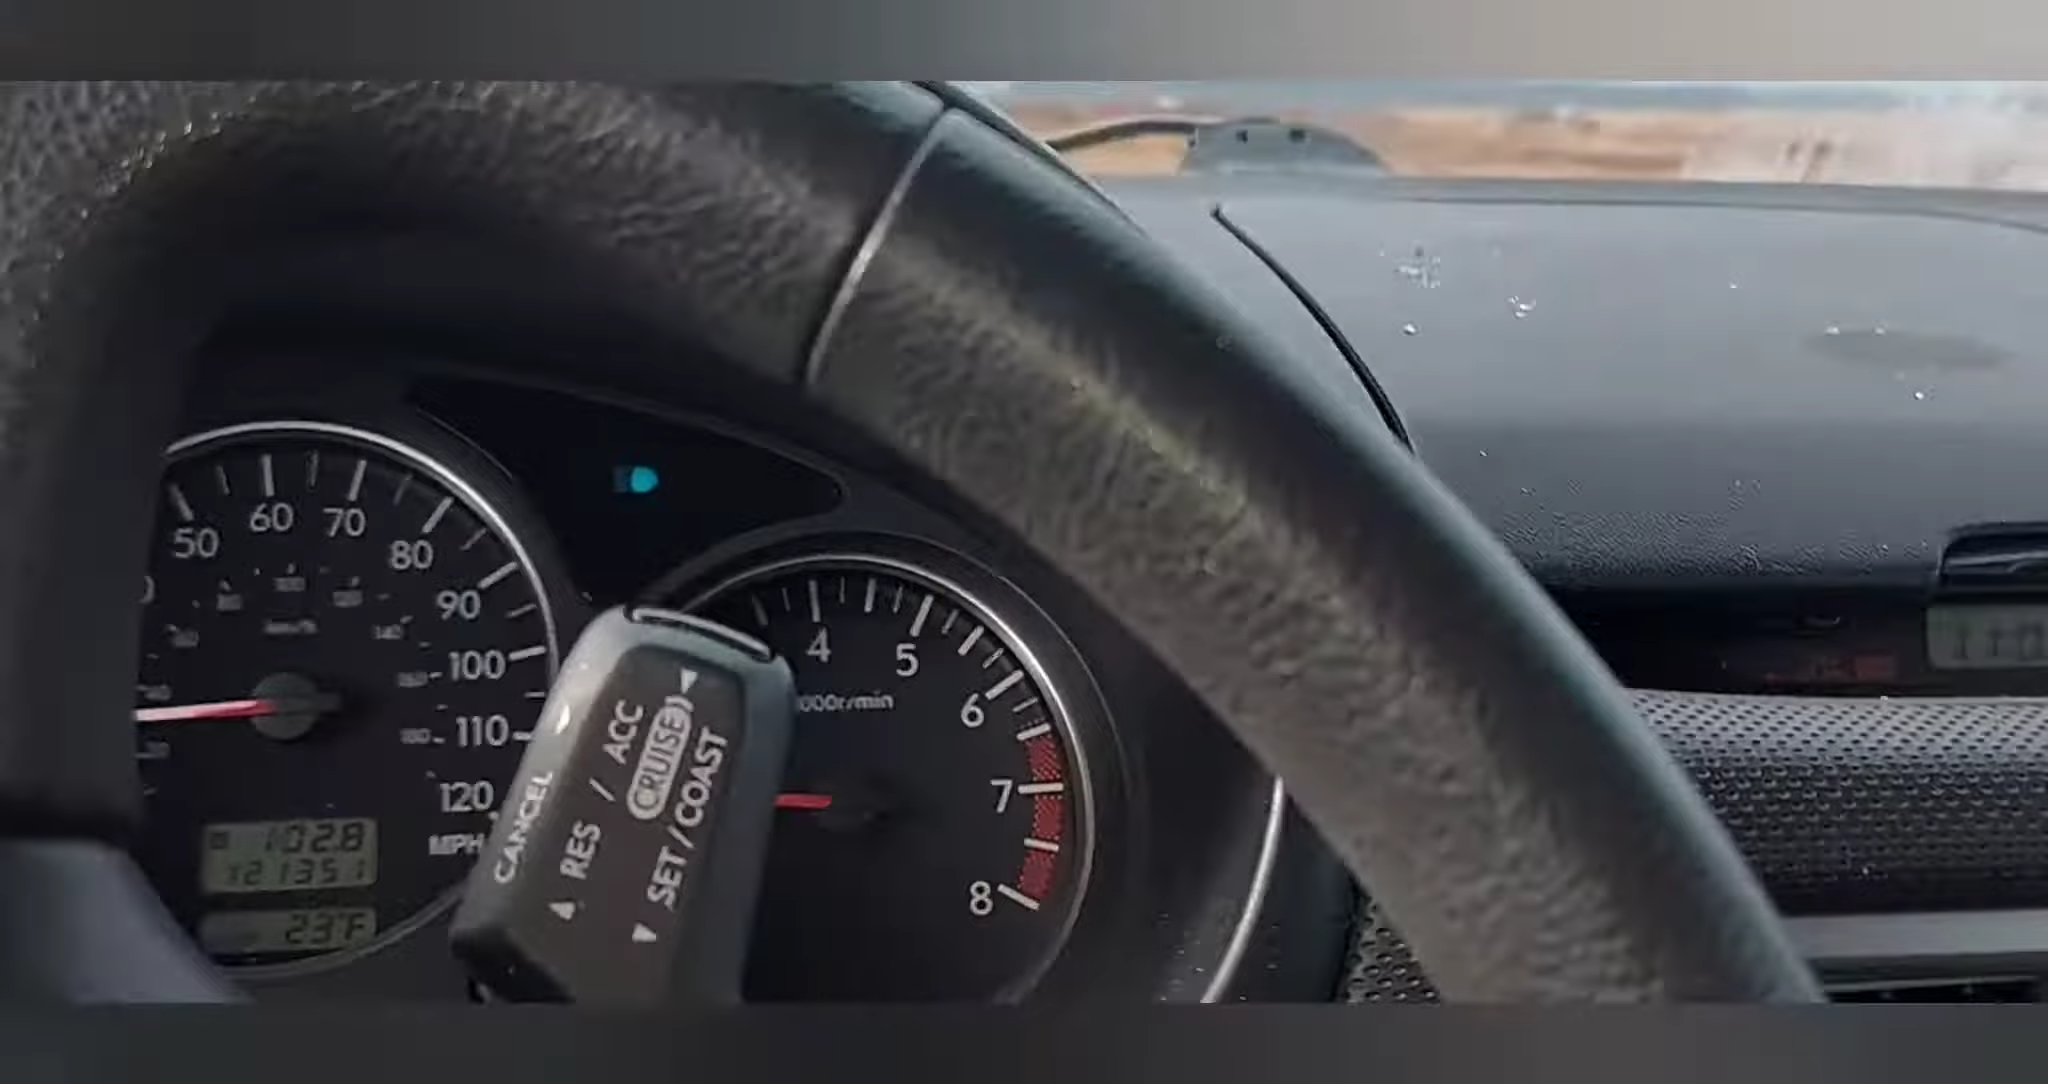 50
60
70
80
90
100
110
120
MPH
102.8
121351
23°F
4
5
6
7
8
000r/min
CANCEL
▲ RES / ACC
CRUISE
▼ SET / COAST